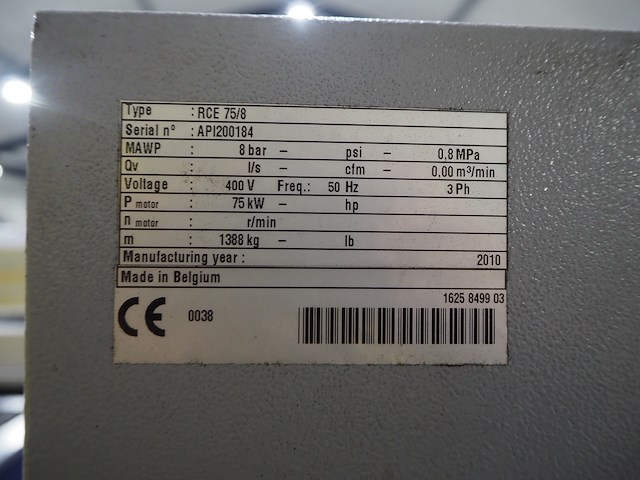 Type : RCE 75/8
Serial n° : API200184
MAWP : 8 bar – psi – 0,8 MPa
Qv : l/s – cfm – 0,00 m³/min
Voltage : 400 V Freq.: 50 Hz 3 Ph
P motor : 75 kW – hp
n motor : r/min
m : 1388 kg – lb
Manufacturing year : 2010
Made in Belgium
1625 8499 03
CE 0038